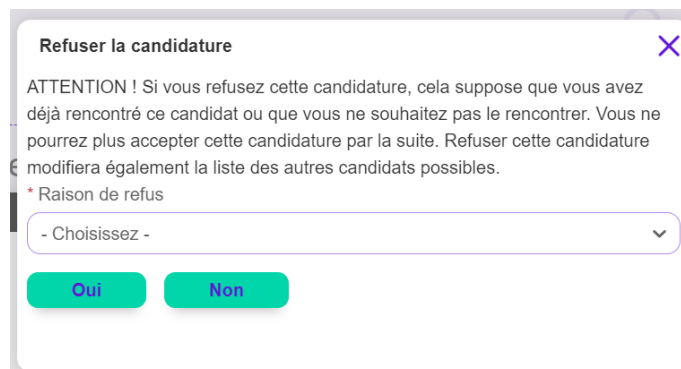 Refuser la candidature
ATTENTION ! Si vous refusez cette candidature, cela suppose que vous avez
déjà rencontré ce candidat ou que vous ne souhaitez pas le rencontrer. Vous ne
pourrez plus accepter cette candidature par la suite. Refuser cette candidature
modifiera également la liste des autres candidats possibles.
* Raison de refus
- Choisissez -
Oui Non